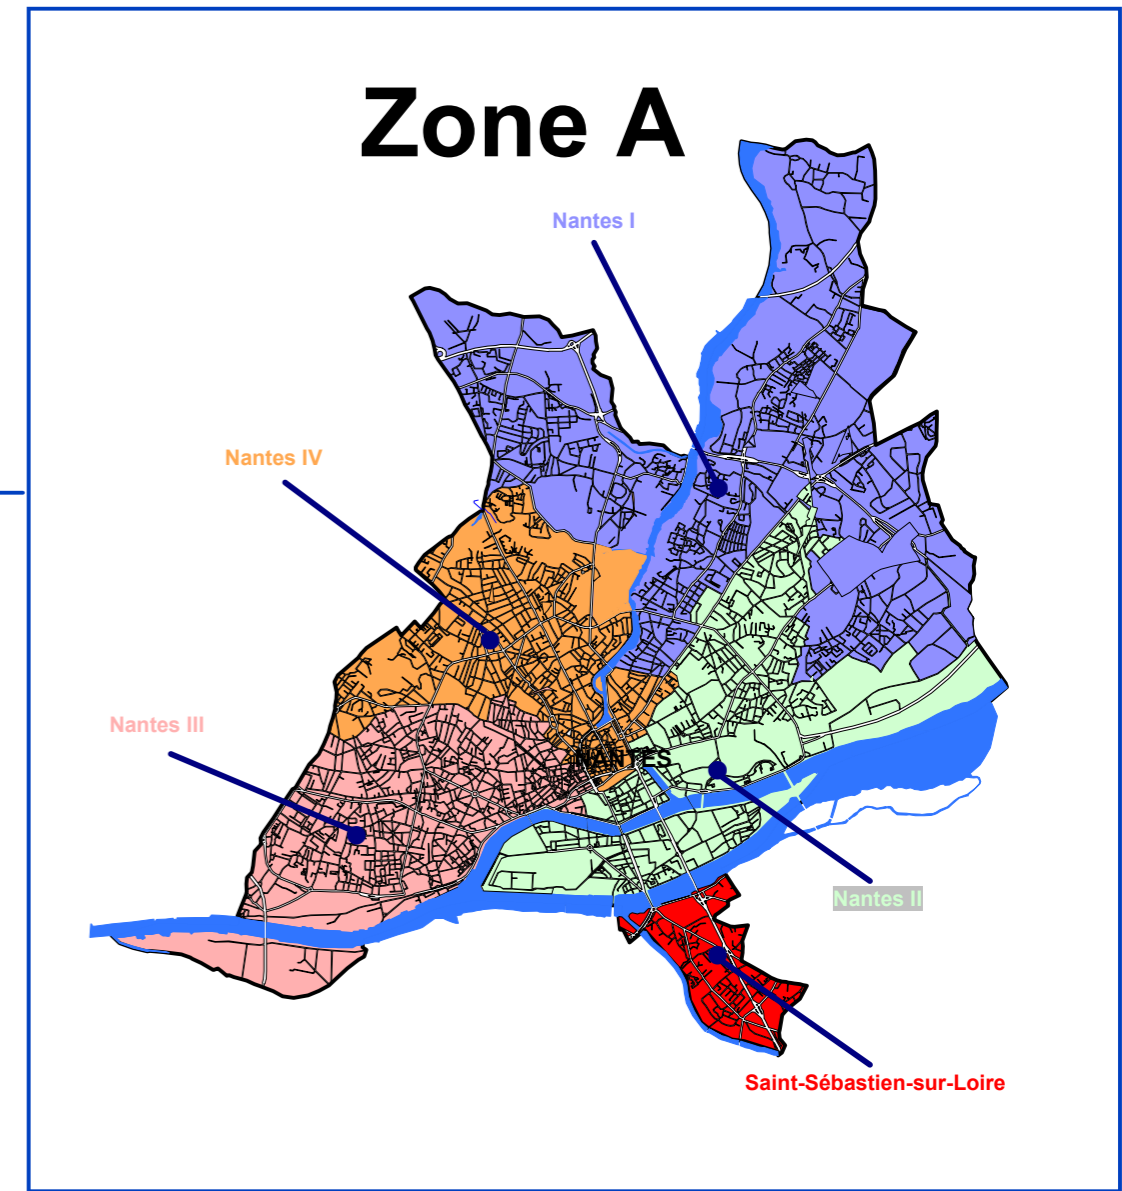 Zone A
Nantes I
Nantes IV
Nantes III
NANTES
Nantes II
Saint-Sébastien-sur-Loire